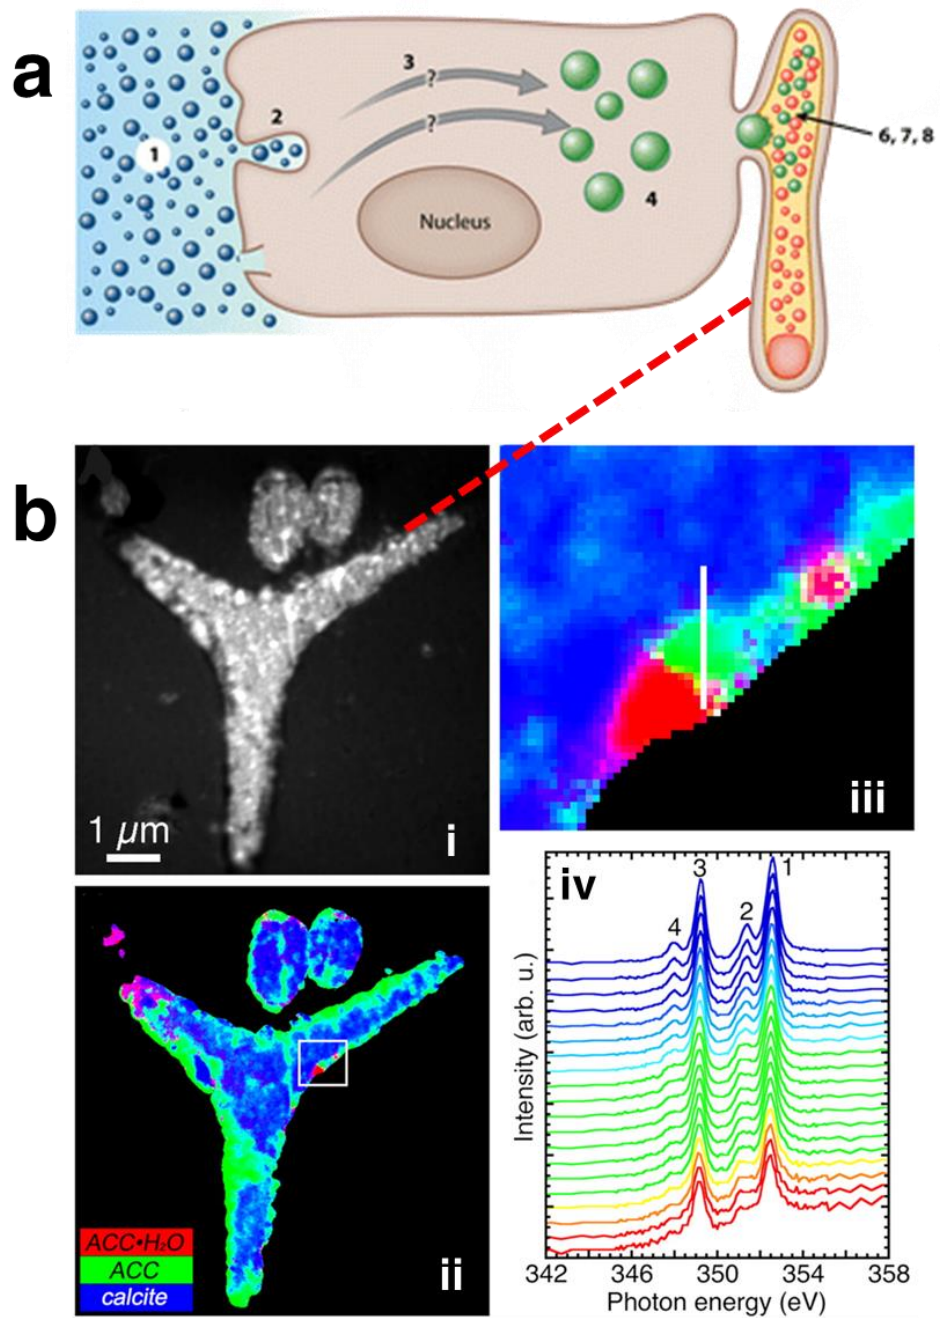 a
1
2
3
?
?
4
Nucleus
6, 7, 8
b
1 μm
i
iii
ACC•H₂O
ACC
calcite
ii
iv
4
3
2
1
Intensity (arb. u.)
342 346 350 354 358
Photon energy (eV)